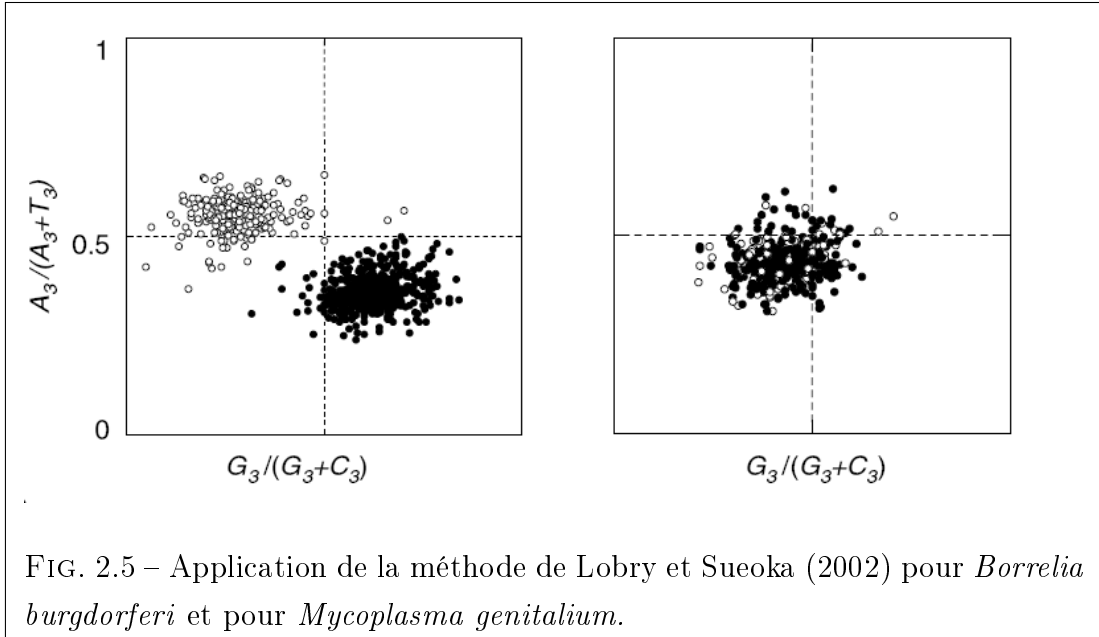 1
0.5
0
A₃/(A₃+T₃)
G₃/(G₃+C₃)
G₃/(G₃+C₃)
FIG. 2.5 – Application de la méthode de Lobry et Sueoka (2002) pour Borrelia
burgdorferi et pour Mycoplasma genitalium.